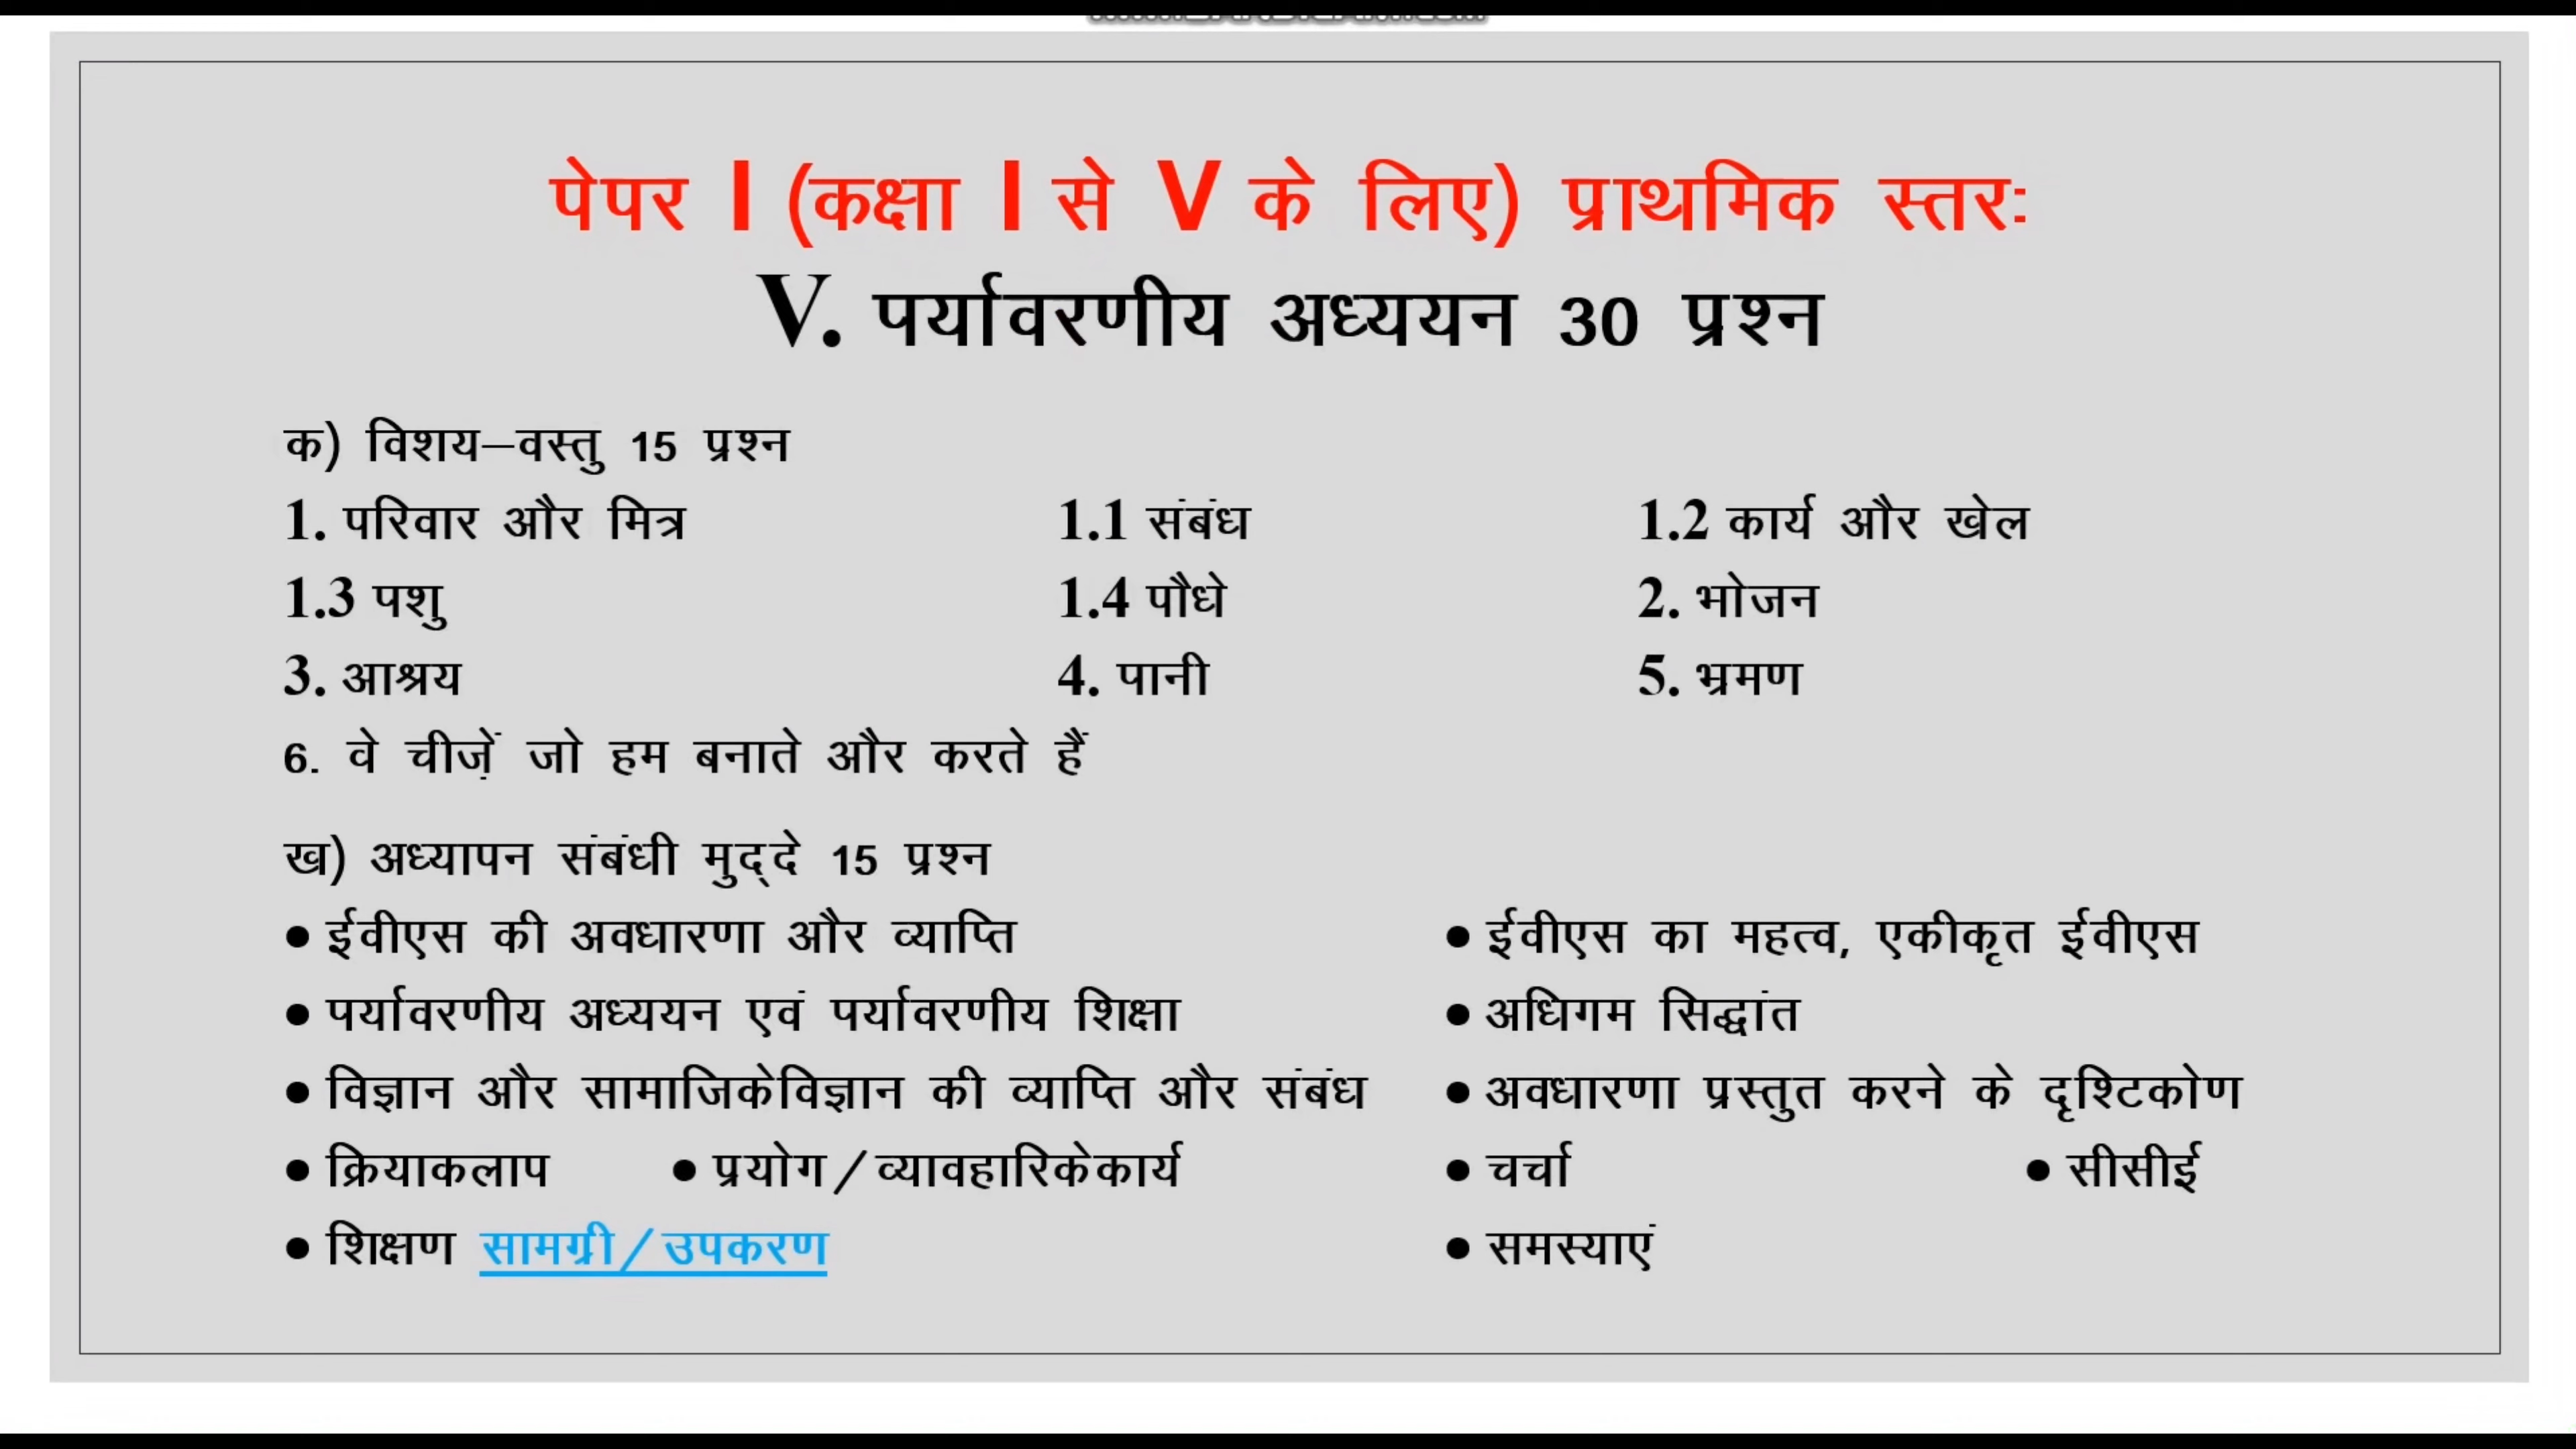 पेपर I (कक्षा I से V के लिए) प्राथमिक स्तरः
V. पर्यावरणीय अध्ययन 30 प्रश्न
क) विशय–वस्तु 15 प्रश्न
1. परिवार और मित्र 1.1 संबंध 1.2 कार्य और खेल
1.3 पशु 1.4 पौधे 2. भोजन
3. आश्रय 4. पानी 5. भ्रमण
6. वे चीज़ें जो हम बनाते और करते हैं
ख) अध्यापन संबंधी मुद्दे 15 प्रश्न
• ईवीएस की अवधारणा और व्याप्ति • ईवीएस का महत्व, एकीकृत ईवीएस
• पर्यावरणीय अध्ययन एवं पर्यावरणीय शिक्षा • अधिगम सिद्धांत
• विज्ञान और सामाजिकेविज्ञान की व्याप्ति और संबंध • अवधारणा प्रस्तुत करने के दृश्टिकोण
• क्रियाकलाप • प्रयोग/व्यावहारिकेकार्य • चर्चा • सीसीई
• शिक्षण सामग्री/उपकरण • समस्याएं